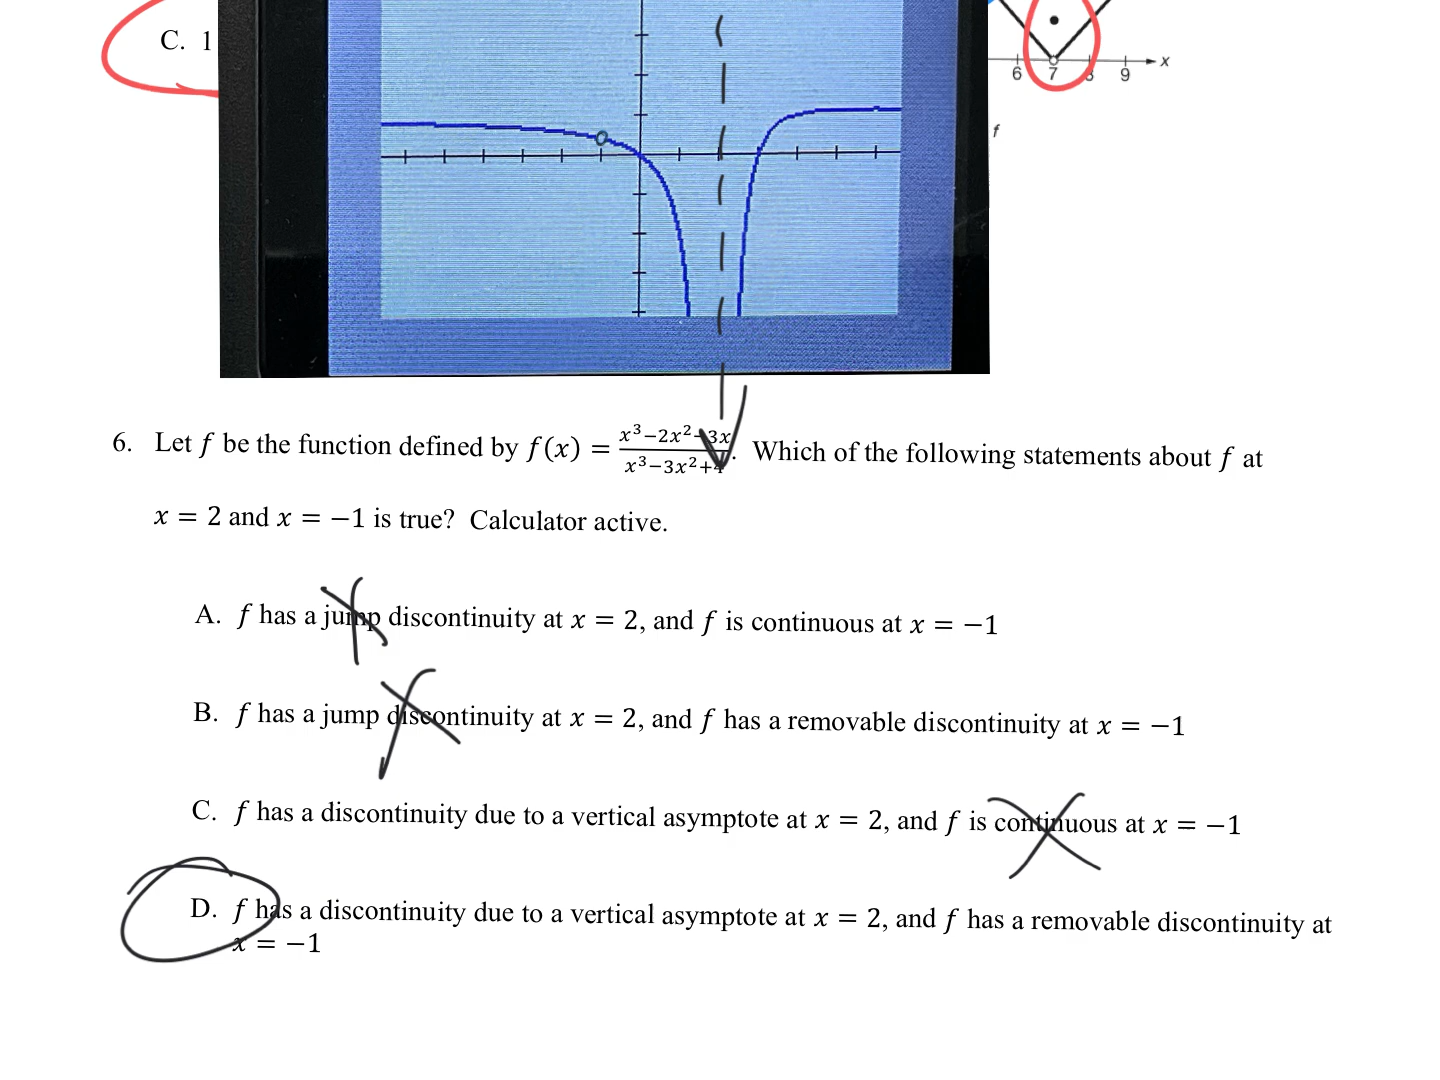 C. 1
6 7 8 9 x
f
6. Let f be the function defined by f(x) = (x³−2x²−3x)/(x³−3x²+4). Which of the following statements about f at
x = 2 and x = −1 is true? Calculator active.
A. f has a jump discontinuity at x = 2, and f is continuous at x = −1
B. f has a jump discontinuity at x = 2, and f has a removable discontinuity at x = −1
C. f has a discontinuity due to a vertical asymptote at x = 2, and f is continuous at x = −1
D. f has a discontinuity due to a vertical asymptote at x = 2, and f has a removable discontinuity at
x = −1